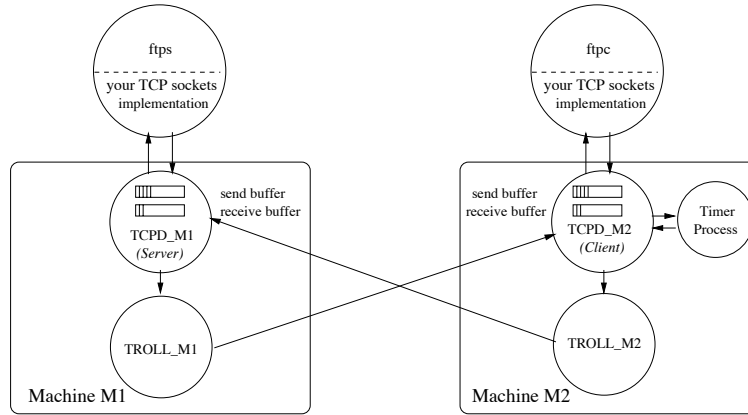 ftps
your TCP sockets
implementation
ftpc
your TCP sockets
implementation
send buffer
receive buffer
TCPD_M1
(Server)
TROLL_M1
Machine M1
send buffer
receive buffer
TCPD_M2
(Client)
Timer
Process
TROLL_M2
Machine M2